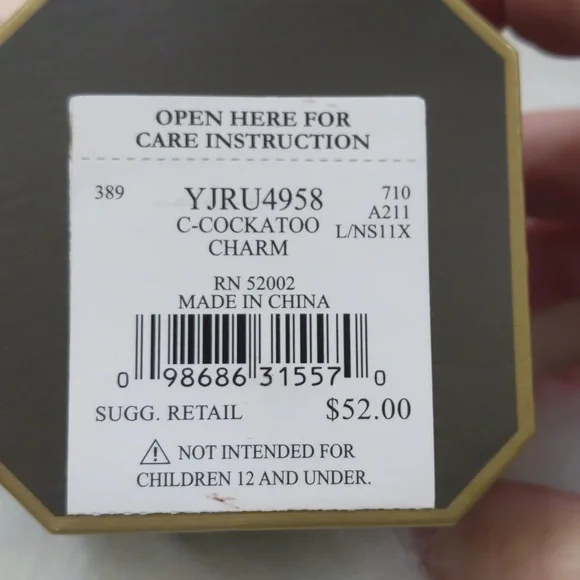 OPEN HERE FOR
CARE INSTRUCTION
389 YJRU4958 710
C-COCKATOO A211
CHARM L/NS11X
RN 52002
MADE IN CHINA
0 98686 31557 0
SUGG. RETAIL $52.00
NOT INTENDED FOR
CHILDREN 12 AND UNDER.